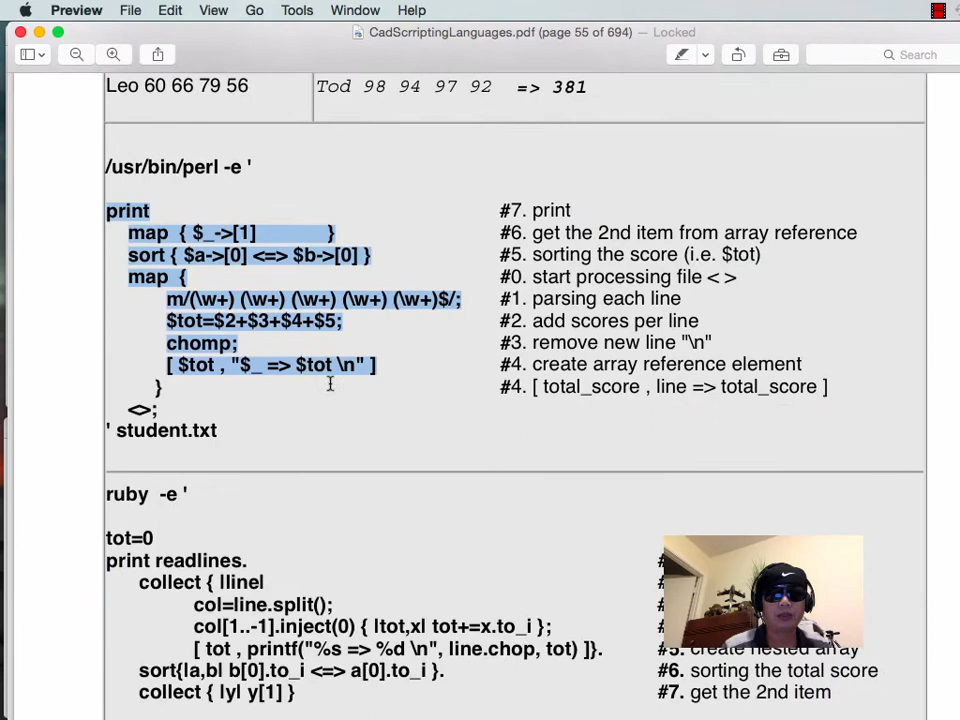 Preview File Edit View Go Tools Window Help
CadScriptingLanguages.pdf (page 55 of 694) — Locked
Search
Leo 60 66 79 56 Tod 98 94 97 92 => 381
/usr/bin/perl -e '
print #7. print
map { $_->[1] } #6. get the 2nd item from array reference
sort { $a->[0] <=> $b->[0] } #5. sorting the score (i.e. $tot)
map { #0. start processing file < >
m/(\w+) (\w+) (\w+) (\w+) (\w+)$/; #1. parsing each line
$tot=$2+$3+$4+$5; #2. add scores per line
chomp; #3. remove new line "\n"
[ $tot , "$_ => $tot \n" ] #4. create array reference element
} #4. [ total_score , line => total_score ]
<>;
' student.txt
ruby -e '
tot=0
print readlines.
collect { |line|
col=line.split();
col[1..-1].inject(0) { |tot,x| tot+=x.to_i };
[ tot , printf("%s => %d \n", line.chop, tot) ]}. #5. create nested array
sort{|a,b| b[0].to_i <=> a[0].to_i }. #6. sorting the total score
collect { |y| y[1] } #7. get the 2nd item